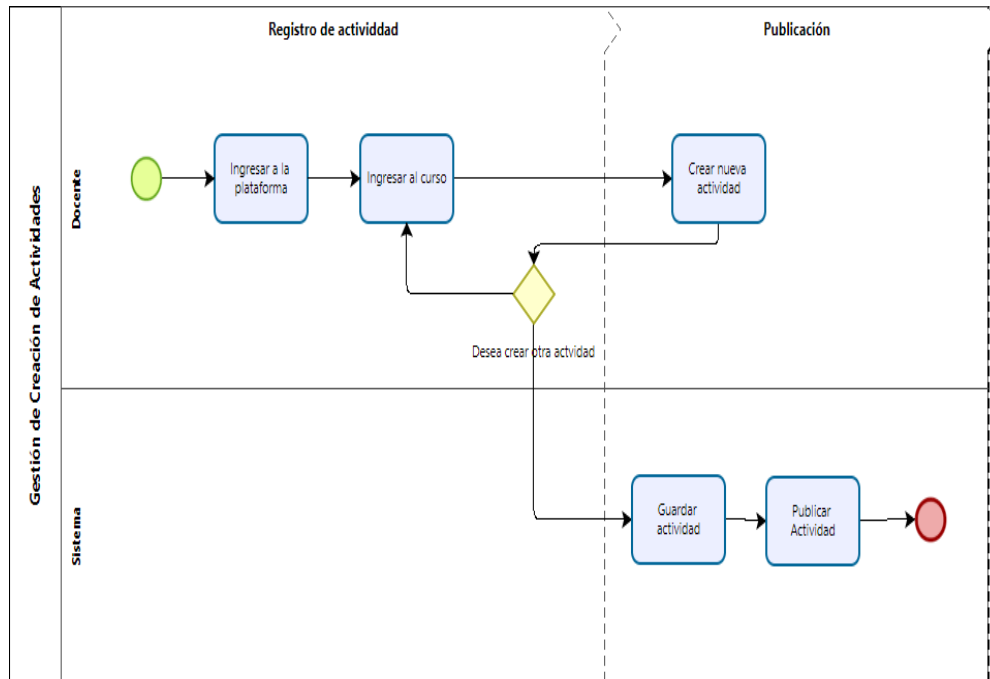 Registro de actividdad
Publicación
Gestión de Creación de Actividades
Docente
Ingresar a la
plataforma
Ingresar al curso
Crear nueva
actividad
Desea crear otra actvidad
Sistema
Guardar
actividad
Publicar
Actividad